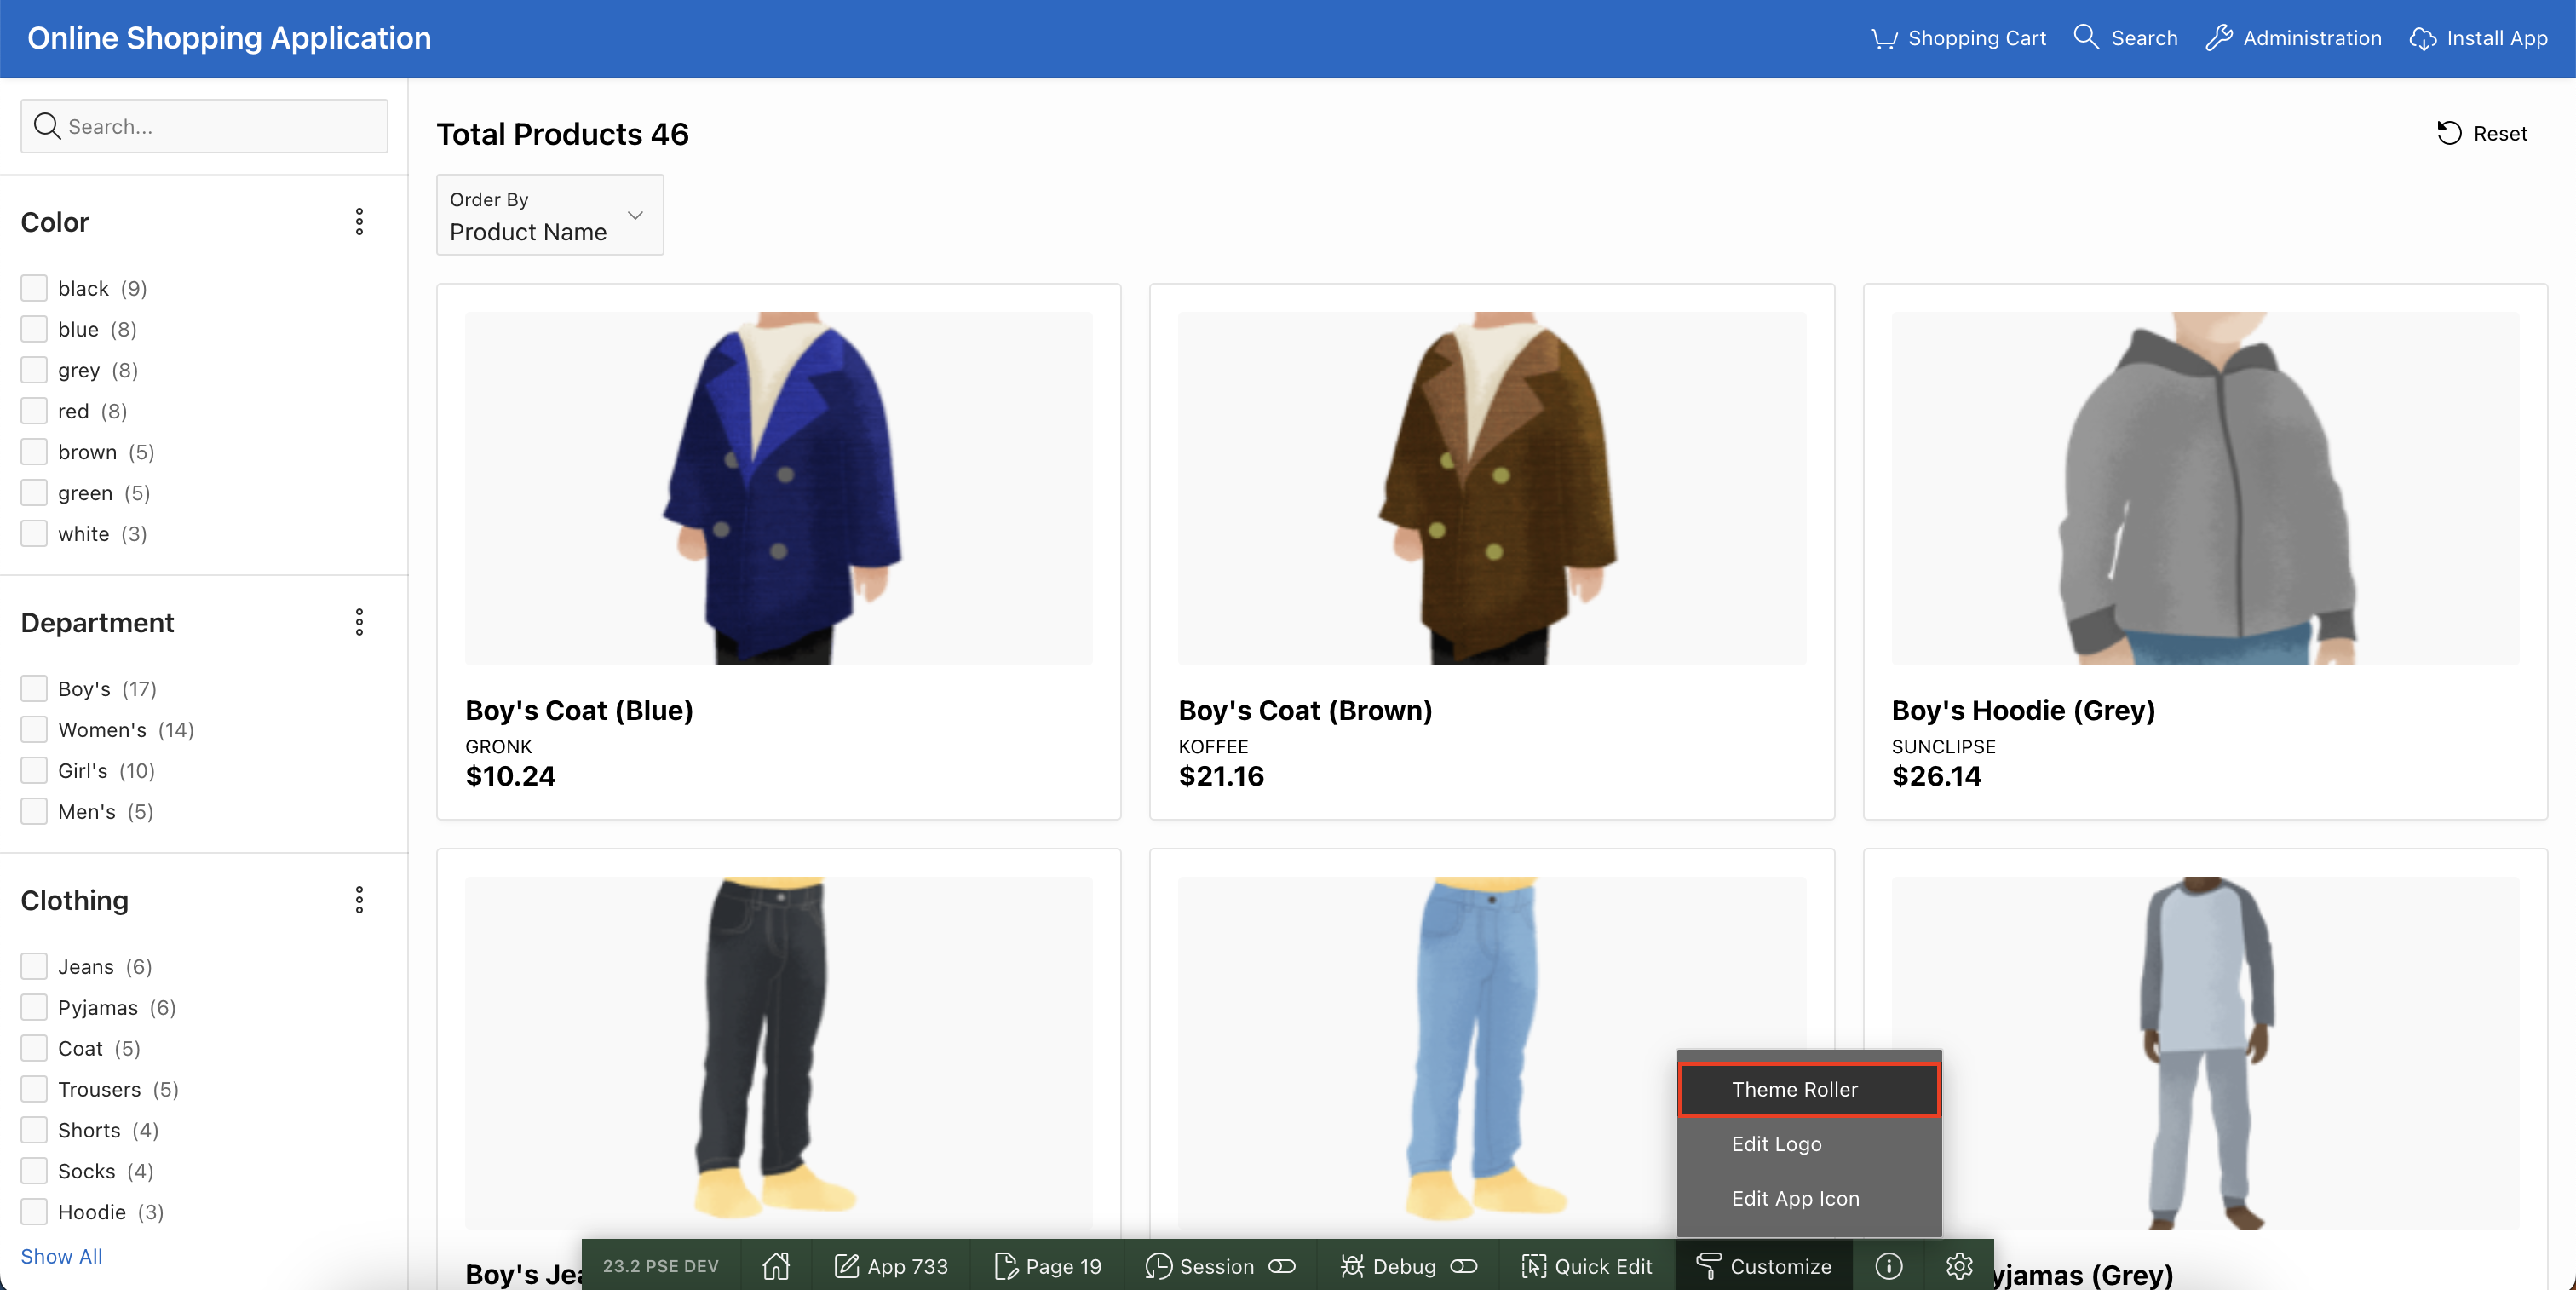 Online Shopping Application
Shopping Cart
Search
Administration
Install App
Search...
Color
black (9)
blue (8)
grey (8)
red (8)
brown (5)
green (5)
white (3)
Department
Boy's (17)
Women's (14)
Girl's (10)
Men's (5)
Clothing
Jeans (6)
Pyjamas (6)
Coat (5)
Trousers (5)
Shorts (4)
Socks (4)
Hoodie (3)
Show All
Total Products 46
Reset
Order By
Product Name
Boy's Coat (Blue)
GRONK
$10.24
Boy's Coat (Brown)
KOFFEE
$21.16
Boy's Hoodie (Grey)
SUNCLIPSE
$26.14
Theme Roller
Edit Logo
Edit App Icon
Boy's Jea
yjamas (Grey)
23.2 PSE DEV
App 733
Page 19
Session
Debug
Quick Edit
Customize